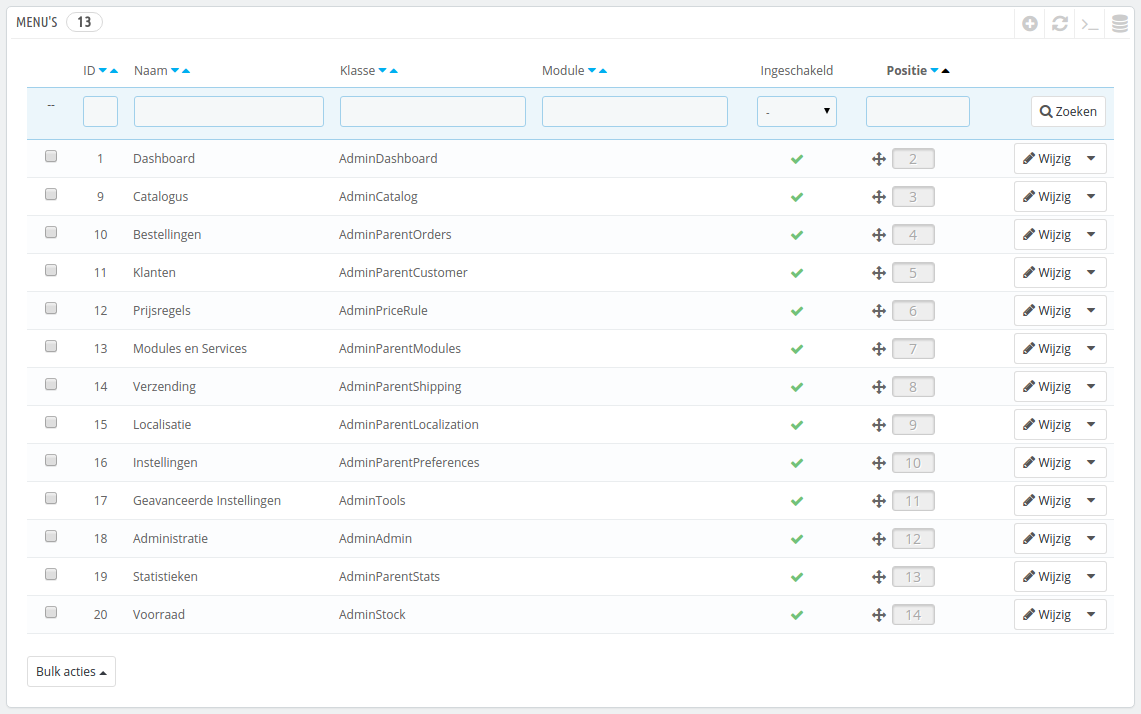 MENU'S 13
ID Naam Klasse Module Ingeschakeld Positie
-- - Zoeken
1 Dashboard AdminDashboard 2 Wijzig
9 Catalogus AdminCatalog 3 Wijzig
10 Bestellingen AdminParentOrders 4 Wijzig
11 Klanten AdminParentCustomer 5 Wijzig
12 Prijsregels AdminPriceRule 6 Wijzig
13 Modules en Services AdminParentModules 7 Wijzig
14 Verzending AdminParentShipping 8 Wijzig
15 Localisatie AdminParentLocalization 9 Wijzig
16 Instellingen AdminParentPreferences 10 Wijzig
17 Geavanceerde Instellingen AdminTools 11 Wijzig
18 Administratie AdminAdmin 12 Wijzig
19 Statistieken AdminParentStats 13 Wijzig
20 Voorraad AdminStock 14 Wijzig
Bulk acties